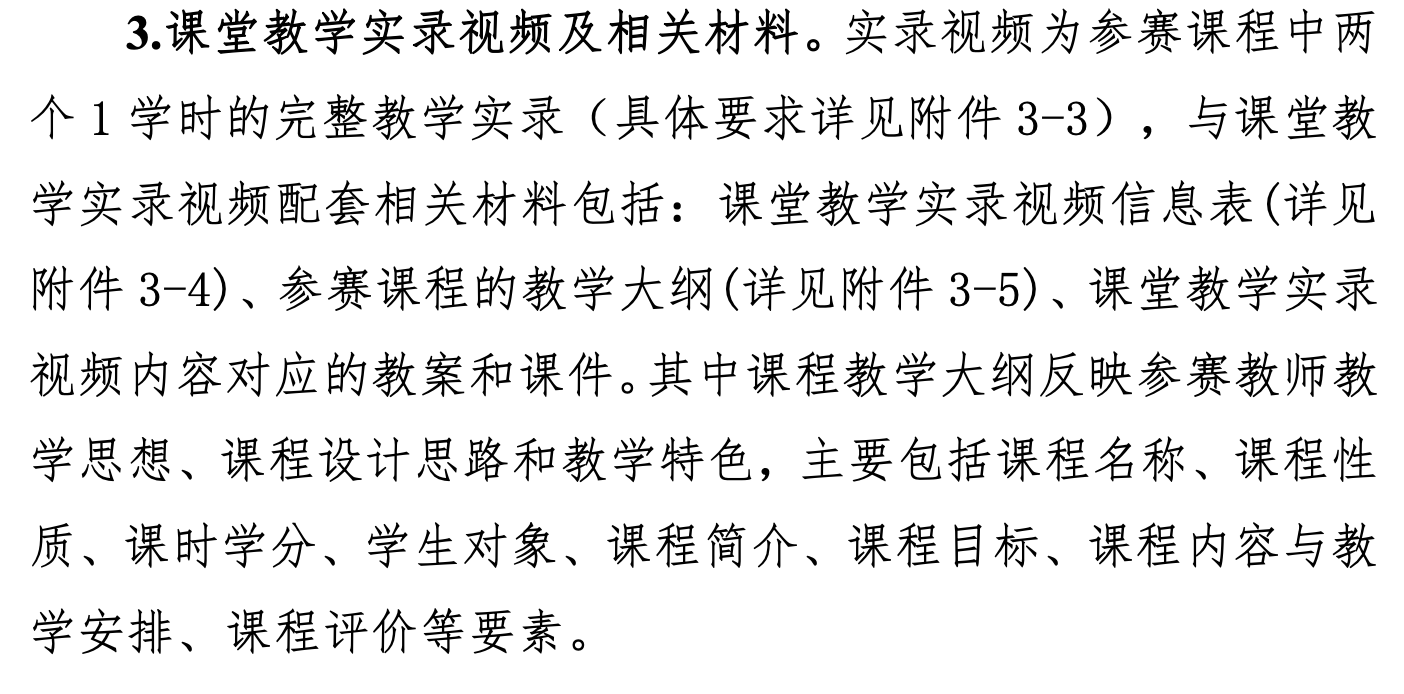 3.课堂教学实录视频及相关材料。实录视频为参赛课程中两
个 1 学时的完整教学实录（具体要求详见附件 3-3），与课堂教
学实录视频配套相关材料包括：课堂教学实录视频信息表(详见
附件 3-4)、参赛课程的教学大纲(详见附件 3-5)、课堂教学实录
视频内容对应的教案和课件。其中课程教学大纲反映参赛教师教
学思想、课程设计思路和教学特色，主要包括课程名称、课程性
质、课时学分、学生对象、课程简介、课程目标、课程内容与教
学安排、课程评价等要素。